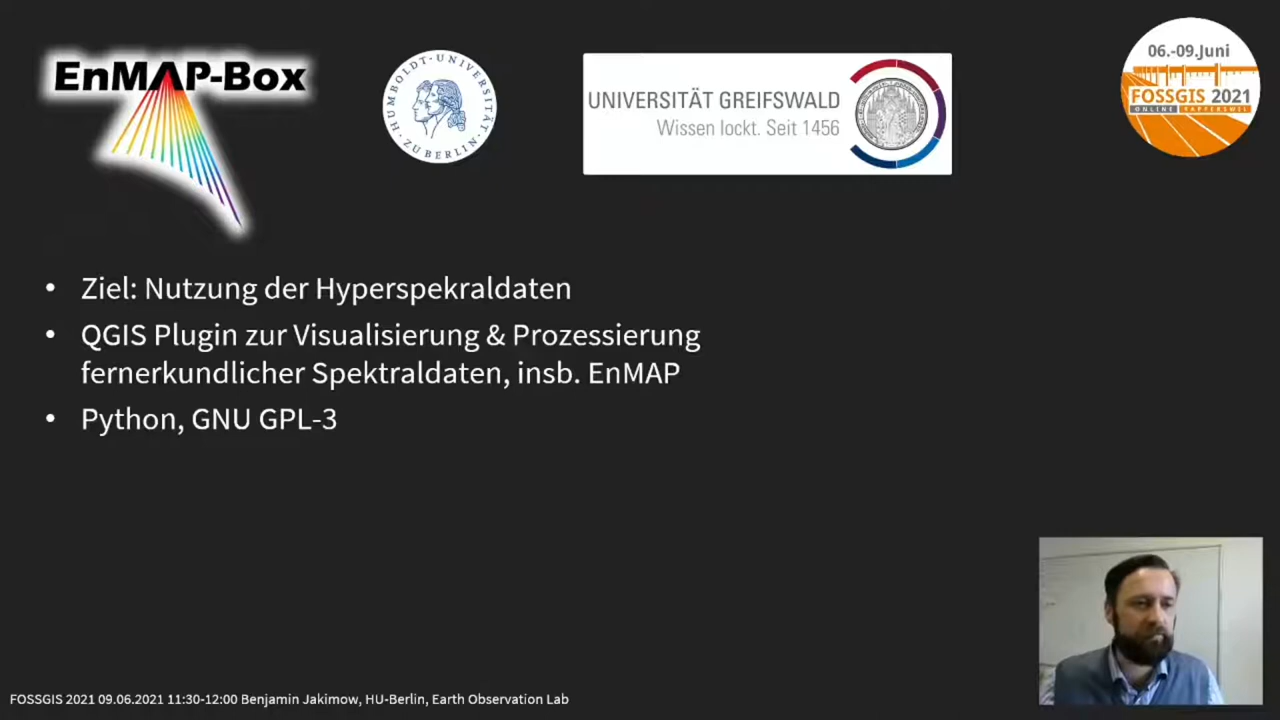 EnMAP-Box
HUMBOLDT-UNIVERSITÄT ZU BERLIN
UNIVERSITÄT GREIFSWALD
Wissen lockt. Seit 1456
06.-09.Juni
FOSSGIS 2021
ONLINE RAPPERSWIL
• Ziel: Nutzung der Hyperspekraldaten
• QGIS Plugin zur Visualisierung & Prozessierung
fernerkundlicher Spektraldaten, insb. EnMAP
• Python, GNU GPL-3
FOSSGIS 2021 09.06.2021 11:30-12:00 Benjamin Jakimow, HU-Berlin, Earth Observation Lab